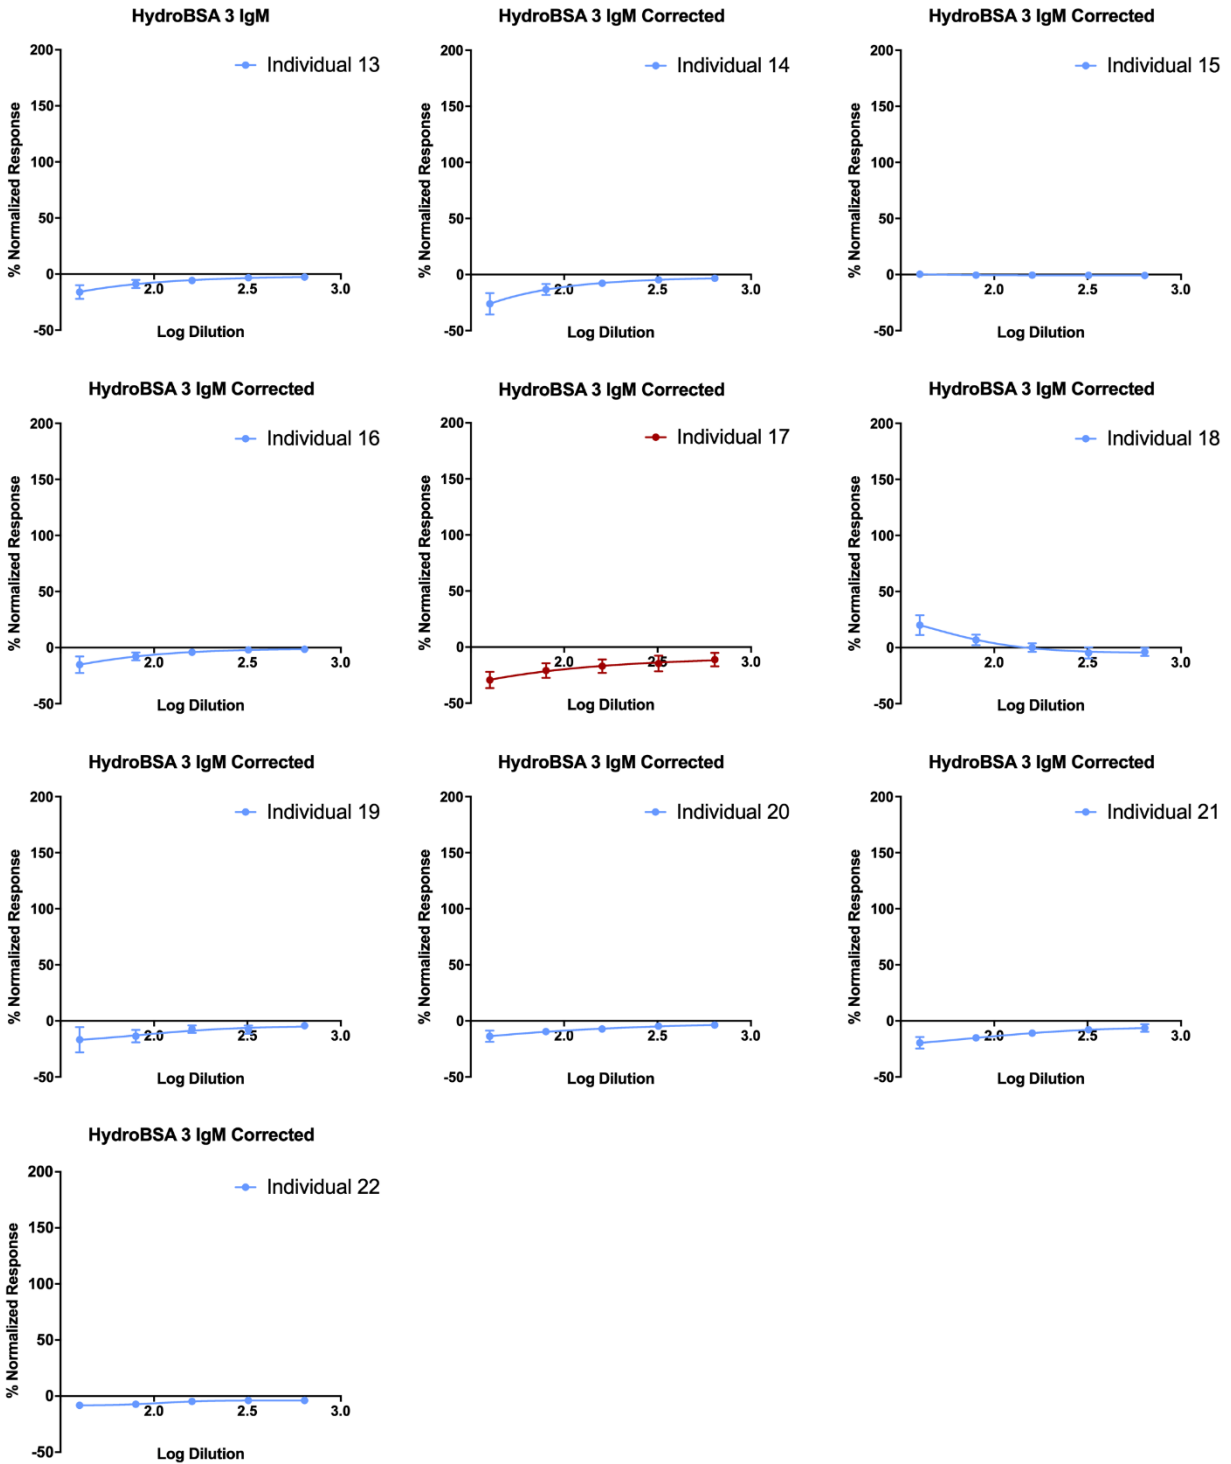 HydroBSA 3 IgM
Individual 13
% Normalized Response
200
150
100
50
0
-50
2.0
2.5
3.0
Log Dilution
HydroBSA 3 IgM Corrected
Individual 14
% Normalized Response
200
150
100
50
0
-50
2.0
2.5
3.0
Log Dilution
HydroBSA 3 IgM Corrected
Individual 15
% Normalized Response
200
150
100
50
0
-50
2.0
2.5
3.0
Log Dilution
HydroBSA 3 IgM Corrected
Individual 16
% Normalized Response
200
150
100
50
0
-50
2.0
2.5
3.0
Log Dilution
HydroBSA 3 IgM Corrected
Individual 17
% Normalized Response
200
150
100
50
0
-50
2.0
2.5
3.0
Log Dilution
HydroBSA 3 IgM Corrected
Individual 18
% Normalized Response
200
150
100
50
0
-50
2.0
2.5
3.0
Log Dilution
HydroBSA 3 IgM Corrected
Individual 19
% Normalized Response
200
150
100
50
0
-50
2.0
2.5
3.0
Log Dilution
HydroBSA 3 IgM Corrected
Individual 20
% Normalized Response
200
150
100
50
0
-50
2.0
2.5
3.0
Log Dilution
HydroBSA 3 IgM Corrected
Individual 21
% Normalized Response
200
150
100
50
0
-50
2.0
2.5
3.0
Log Dilution
HydroBSA 3 IgM Corrected
Individual 22
% Normalized Response
200
150
100
50
0
-50
2.0
2.5
3.0
Log Dilution